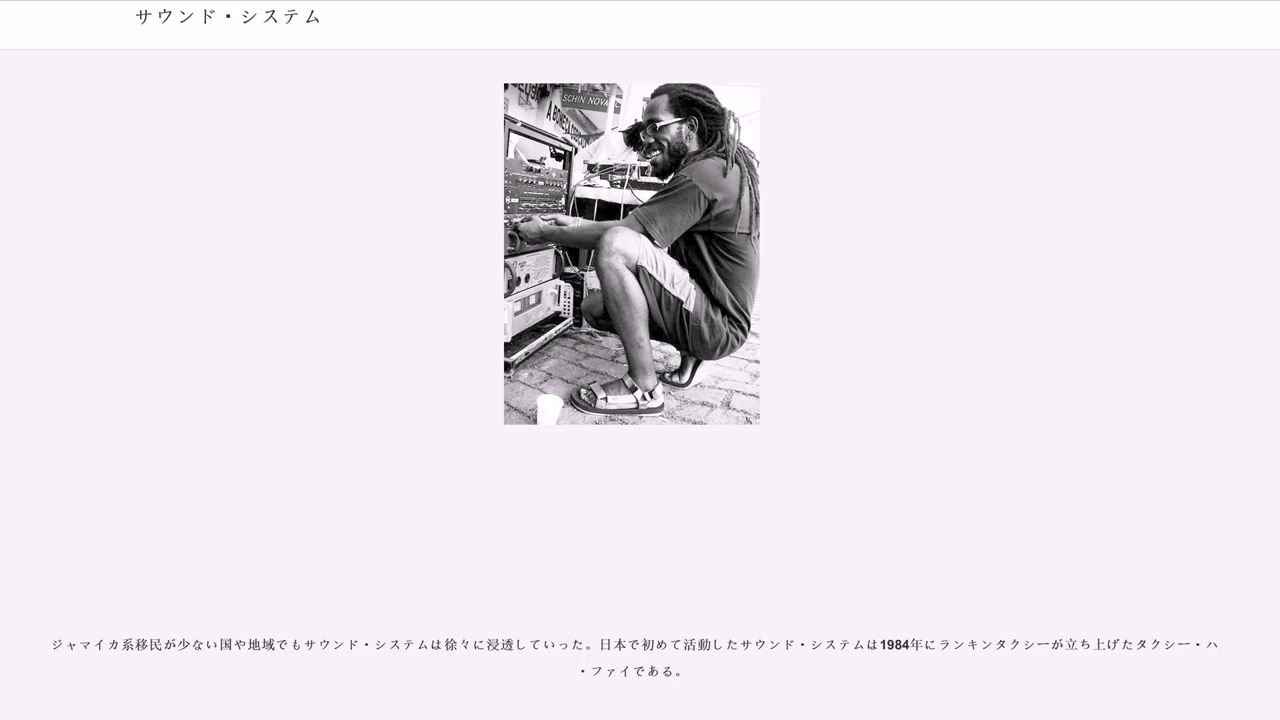 サウンド・システム
SCHIN NOVA
ジャマイカ系移民が少ない国や地域でもサウンド・システムは徐々に浸透していった。日本で初めて活動したサウンド・システムは1984年にランキンタクシーが立ち上げたタクシー・ハ
・ファイである。